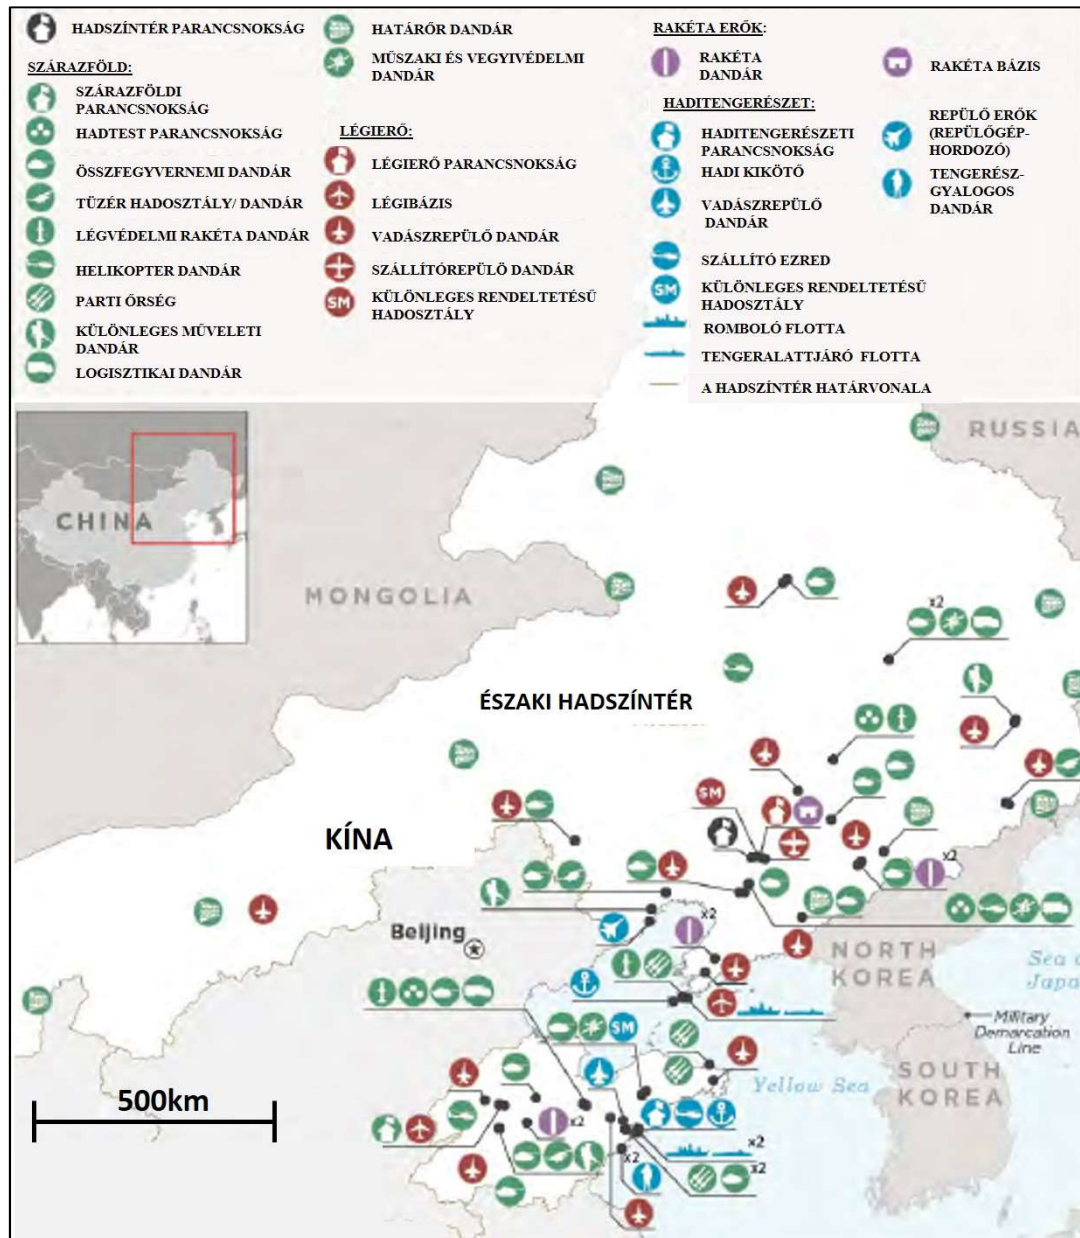 HADSZÍNTÉR PARANCSNOKSÁG
SZÁRAZFÖLD:
SZÁRAZFÖLDI
PARANCSNOKSÁG
HADTEST PARANCSNOKSÁG
ÖSSZFEGYVERNEMI DANDÁR
TÜZÉR HADOSZTÁLY/ DANDÁR
LÉGVÉDELMI RAKÉTA DANDÁR
HELIKOPTER DANDÁR
PARTI ŐRSÉG
KÜLÖNLEGES MŰVELETI
DANDÁR
LOGISZTIKAI DANDÁR
HATÁRŐR DANDÁR
MŰSZAKI ÉS VEGYIVÉDELMI
DANDÁR
LÉGIERŐ:
LÉGIERŐ PARANCSNOKSÁG
LÉGIBÁZIS
VADÁSZREPÜLŐ DANDÁR
SZÁLLÍTÓREPÜLŐ DANDÁR
SM
KÜLÖNLEGES RENDELTETÉSŰ
HADOSZTÁLY
RAKÉTA ERŐK:
RAKÉTA
DANDÁR
RAKÉTA BÁZIS
HADITENGERÉSZET:
HADITENGERÉSZETI
PARANCSNOKSÁG
HADI KIKÖTŐ
VADÁSZREPÜLŐ
DANDÁR
SZÁLLÍTÓ EZRED
SM
KÜLÖNLEGES RENDELTETÉSŰ
HADOSZTÁLY
ROMBOLÓ FLOTTA
TENGERALATTJÁRÓ FLOTTA
A HADSZÍNTÉR HATÁRVONALA
REPÜLŐ ERŐK
(REPÜLŐGÉP-
HORDOZÓ)
TENGERÉSZ-
GYALOGOS
DANDÁR
RUSSIA
CHINA
MONGOLIA
x2
ÉSZAKI HADSZÍNTÉR
SM
KÍNA
x2
Beijing
x2
NORTH
KOREA
Sea
Japa
Military
Demarcation
Line
SM
SOUTH
KOREA
Yellow Sea
500km
x2
x2
x2
x2